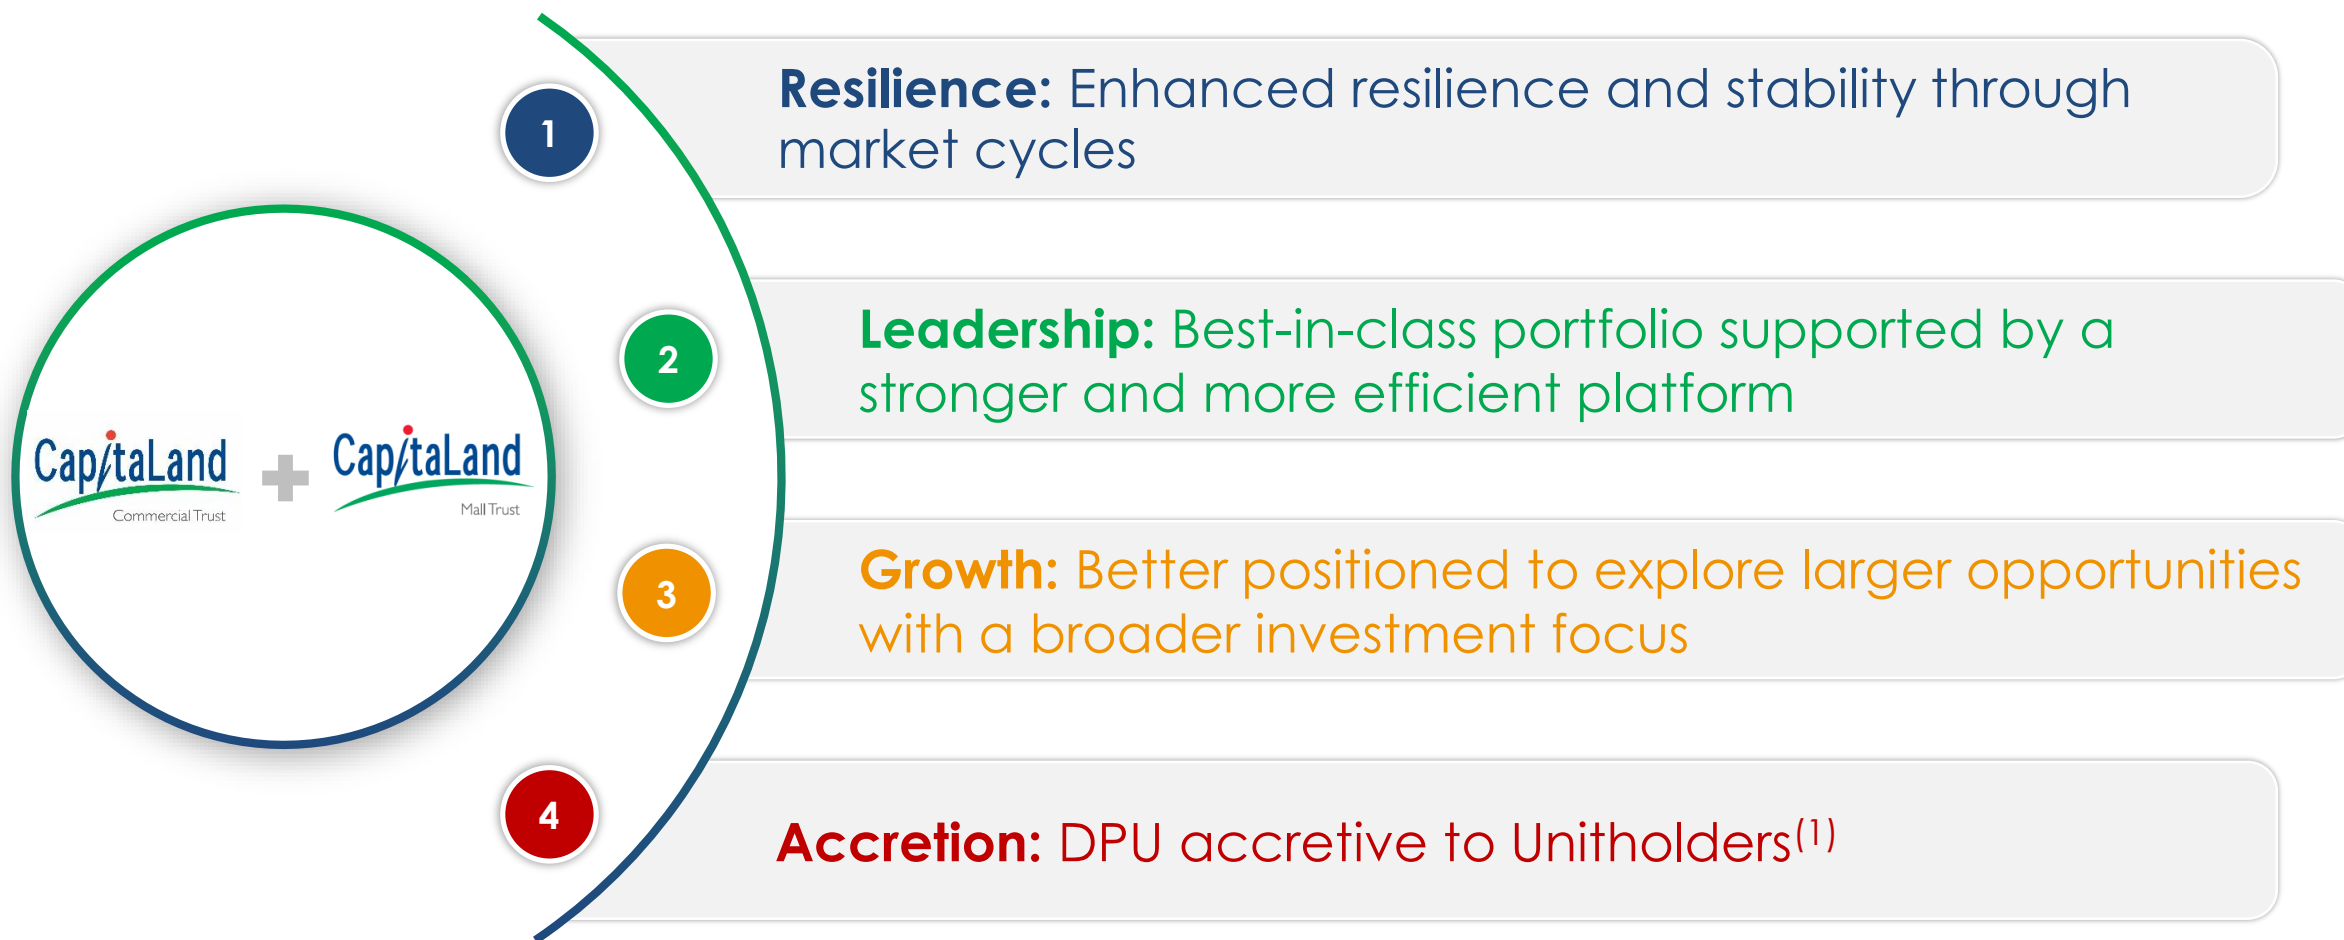 CapitaLand
Commercial Trust
CapitaLand
Mall Trust
1
Resilience: Enhanced resilience and stability through
market cycles
2
Leadership: Best-in-class portfolio supported by a
stronger and more efficient platform
3
Growth: Better positioned to explore larger opportunities
with a broader investment focus
4
Accretion: DPU accretive to Unitholders(1)